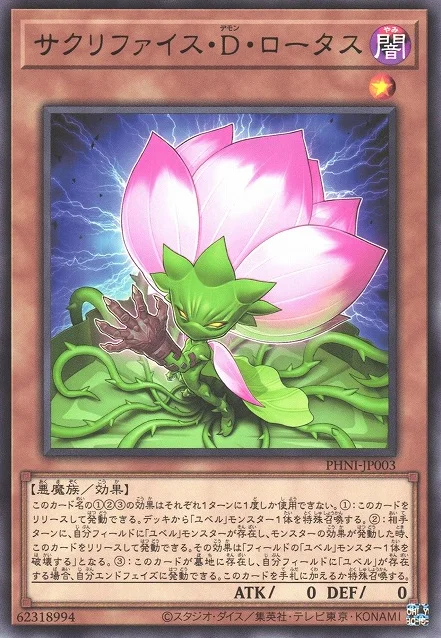 サクリファイス・D・ロータス
デモン
闇
やみ
PHNI-JP003
【悪魔族／効果】
このカード名の①②③の効果はそれぞれ1ターンに1度しか使用できない。①：このカードを
リリースして発動できる。デッキから「ユベル」モンスター1体を特殊召喚する。②：相手
ターンに、自分フィールドに「ユベル」モンスターが存在し、モンスターの効果が発動した時、
このカードをリリースして発動できる。その効果は「フィールドの「ユベル」モンスター1体を
破壊する」となる。③：このカードが墓地に存在し、自分フィールドに「ユベル」が存在
する場合、自分エンドフェイズに発動できる。このカードを手札に加えるか特殊召喚する。
ATK/ 0 DEF/ 0
62318994
©スタジオ・ダイス／集英社・テレビ東京・KONAMI